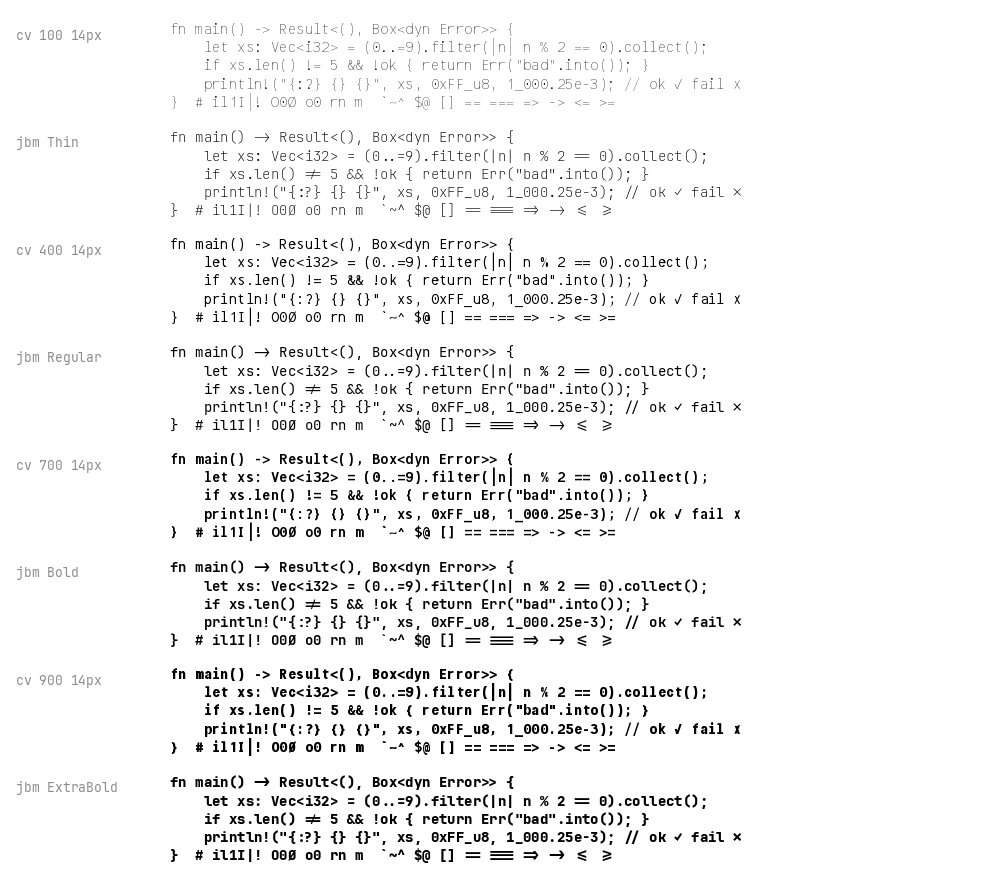 cv 100 14px
fn main() -> Result<(), Box<dyn Error>> {
    let xs: Vec<i32> = (0..=9).filter(|n| n % 2 == 0).collect();
    if xs.len() != 5 && !ok { return Err("bad".into()); }
    println!("{:?} {} {}", xs, 0xFF_u8, 1_000.25e-3); // ok ✓ fail ✗
}  # il1I|! O0Ø o0 rn m  `~^ $@ [] == === => -> <= >=
jbm Thin
fn main() -> Result<(), Box<dyn Error>> {
    let xs: Vec<i32> = (0..=9).filter(|n| n % 2 == 0).collect();
    if xs.len() != 5 && !ok { return Err("bad".into()); }
    println!("{:?} {} {}", xs, 0xFF_u8, 1_000.25e-3); // ok ✓ fail ✗
}  # il1I|! O0Ø o0 rn m  `~^ $@ [] == === => -> <= >=
cv 400 14px
fn main() -> Result<(), Box<dyn Error>> {
    let xs: Vec<i32> = (0..=9).filter(|n| n % 2 == 0).collect();
    if xs.len() != 5 && !ok { return Err("bad".into()); }
    println!("{:?} {} {}", xs, 0xFF_u8, 1_000.25e-3); // ok ✓ fail ✗
}  # il1I|! O0Ø o0 rn m  `~^ $@ [] == === => -> <= >=
jbm Regular
fn main() -> Result<(), Box<dyn Error>> {
    let xs: Vec<i32> = (0..=9).filter(|n| n % 2 == 0).collect();
    if xs.len() != 5 && !ok { return Err("bad".into()); }
    println!("{:?} {} {}", xs, 0xFF_u8, 1_000.25e-3); // ok ✓ fail ✗
}  # il1I|! O0Ø o0 rn m  `~^ $@ [] == === => -> <= >=
cv 700 14px
fn main() -> Result<(), Box<dyn Error>> {
    let xs: Vec<i32> = (0..=9).filter(|n| n % 2 == 0).collect();
    if xs.len() != 5 && !ok { return Err("bad".into()); }
    println!("{:?} {} {}", xs, 0xFF_u8, 1_000.25e-3); // ok ✓ fail ✗
}  # il1I|! O0Ø o0 rn m  `~^ $@ [] == === => -> <= >=
jbm Bold
fn main() -> Result<(), Box<dyn Error>> {
    let xs: Vec<i32> = (0..=9).filter(|n| n % 2 == 0).collect();
    if xs.len() != 5 && !ok { return Err("bad".into()); }
    println!("{:?} {} {}", xs, 0xFF_u8, 1_000.25e-3); // ok ✓ fail ✗
}  # il1I|! O0Ø o0 rn m  `~^ $@ [] == === => -> <= >=
cv 900 14px
fn main() -> Result<(), Box<dyn Error>> {
    let xs: Vec<i32> = (0..=9).filter(|n| n % 2 == 0).collect();
    if xs.len() != 5 && !ok { return Err("bad".into()); }
    println!("{:?} {} {}", xs, 0xFF_u8, 1_000.25e-3); // ok ✓ fail ✗
}  # il1I|! O0Ø o0 rn m  `~^ $@ [] == === => -> <= >=
jbm ExtraBold
fn main() -> Result<(), Box<dyn Error>> {
    let xs: Vec<i32> = (0..=9).filter(|n| n % 2 == 0).collect();
    if xs.len() != 5 && !ok { return Err("bad".into()); }
    println!("{:?} {} {}", xs, 0xFF_u8, 1_000.25e-3); // ok ✓ fail ✗
}  # il1I|! O0Ø o0 rn m  `~^ $@ [] == === => -> <= >=